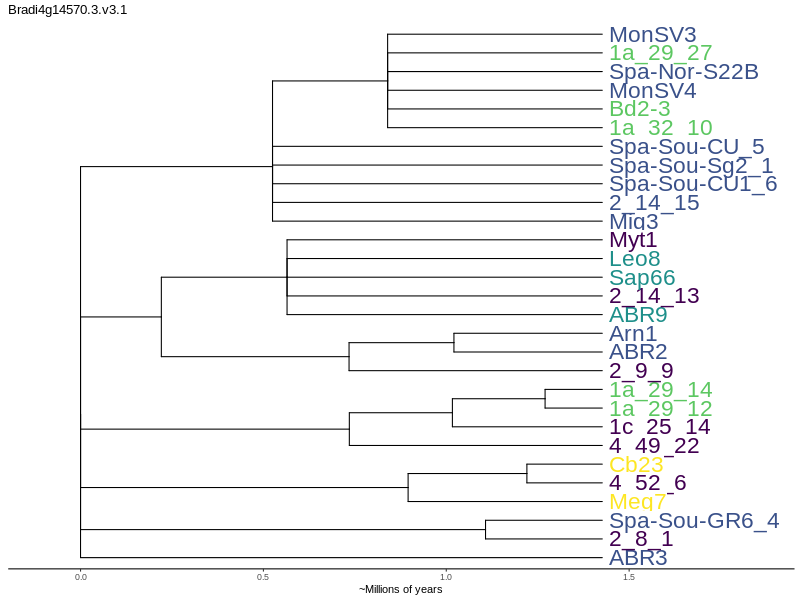 Bradi4g14570.3.v3.1
MonSV3
1a_29_27
Spa-Nor-S22B
MonSV4
Bd2-3
1a_32_10
Spa-Sou-CU_5
Spa-Sou-Sg2_1
Spa-Sou-CU1_6
2_14_15
Mig3
Myt1
Leo8
Sap66
2_14_13
ABR9
Arn1
ABR2
2_9_9
1a_29_14
1a_29_12
1c_25_14
4_49_22
Cb23
4_52_6
Meg7
Spa-Sou-GR6_4
2_8_1
ABR3
0.0 0.5 1.0 1.5
~Millions of years